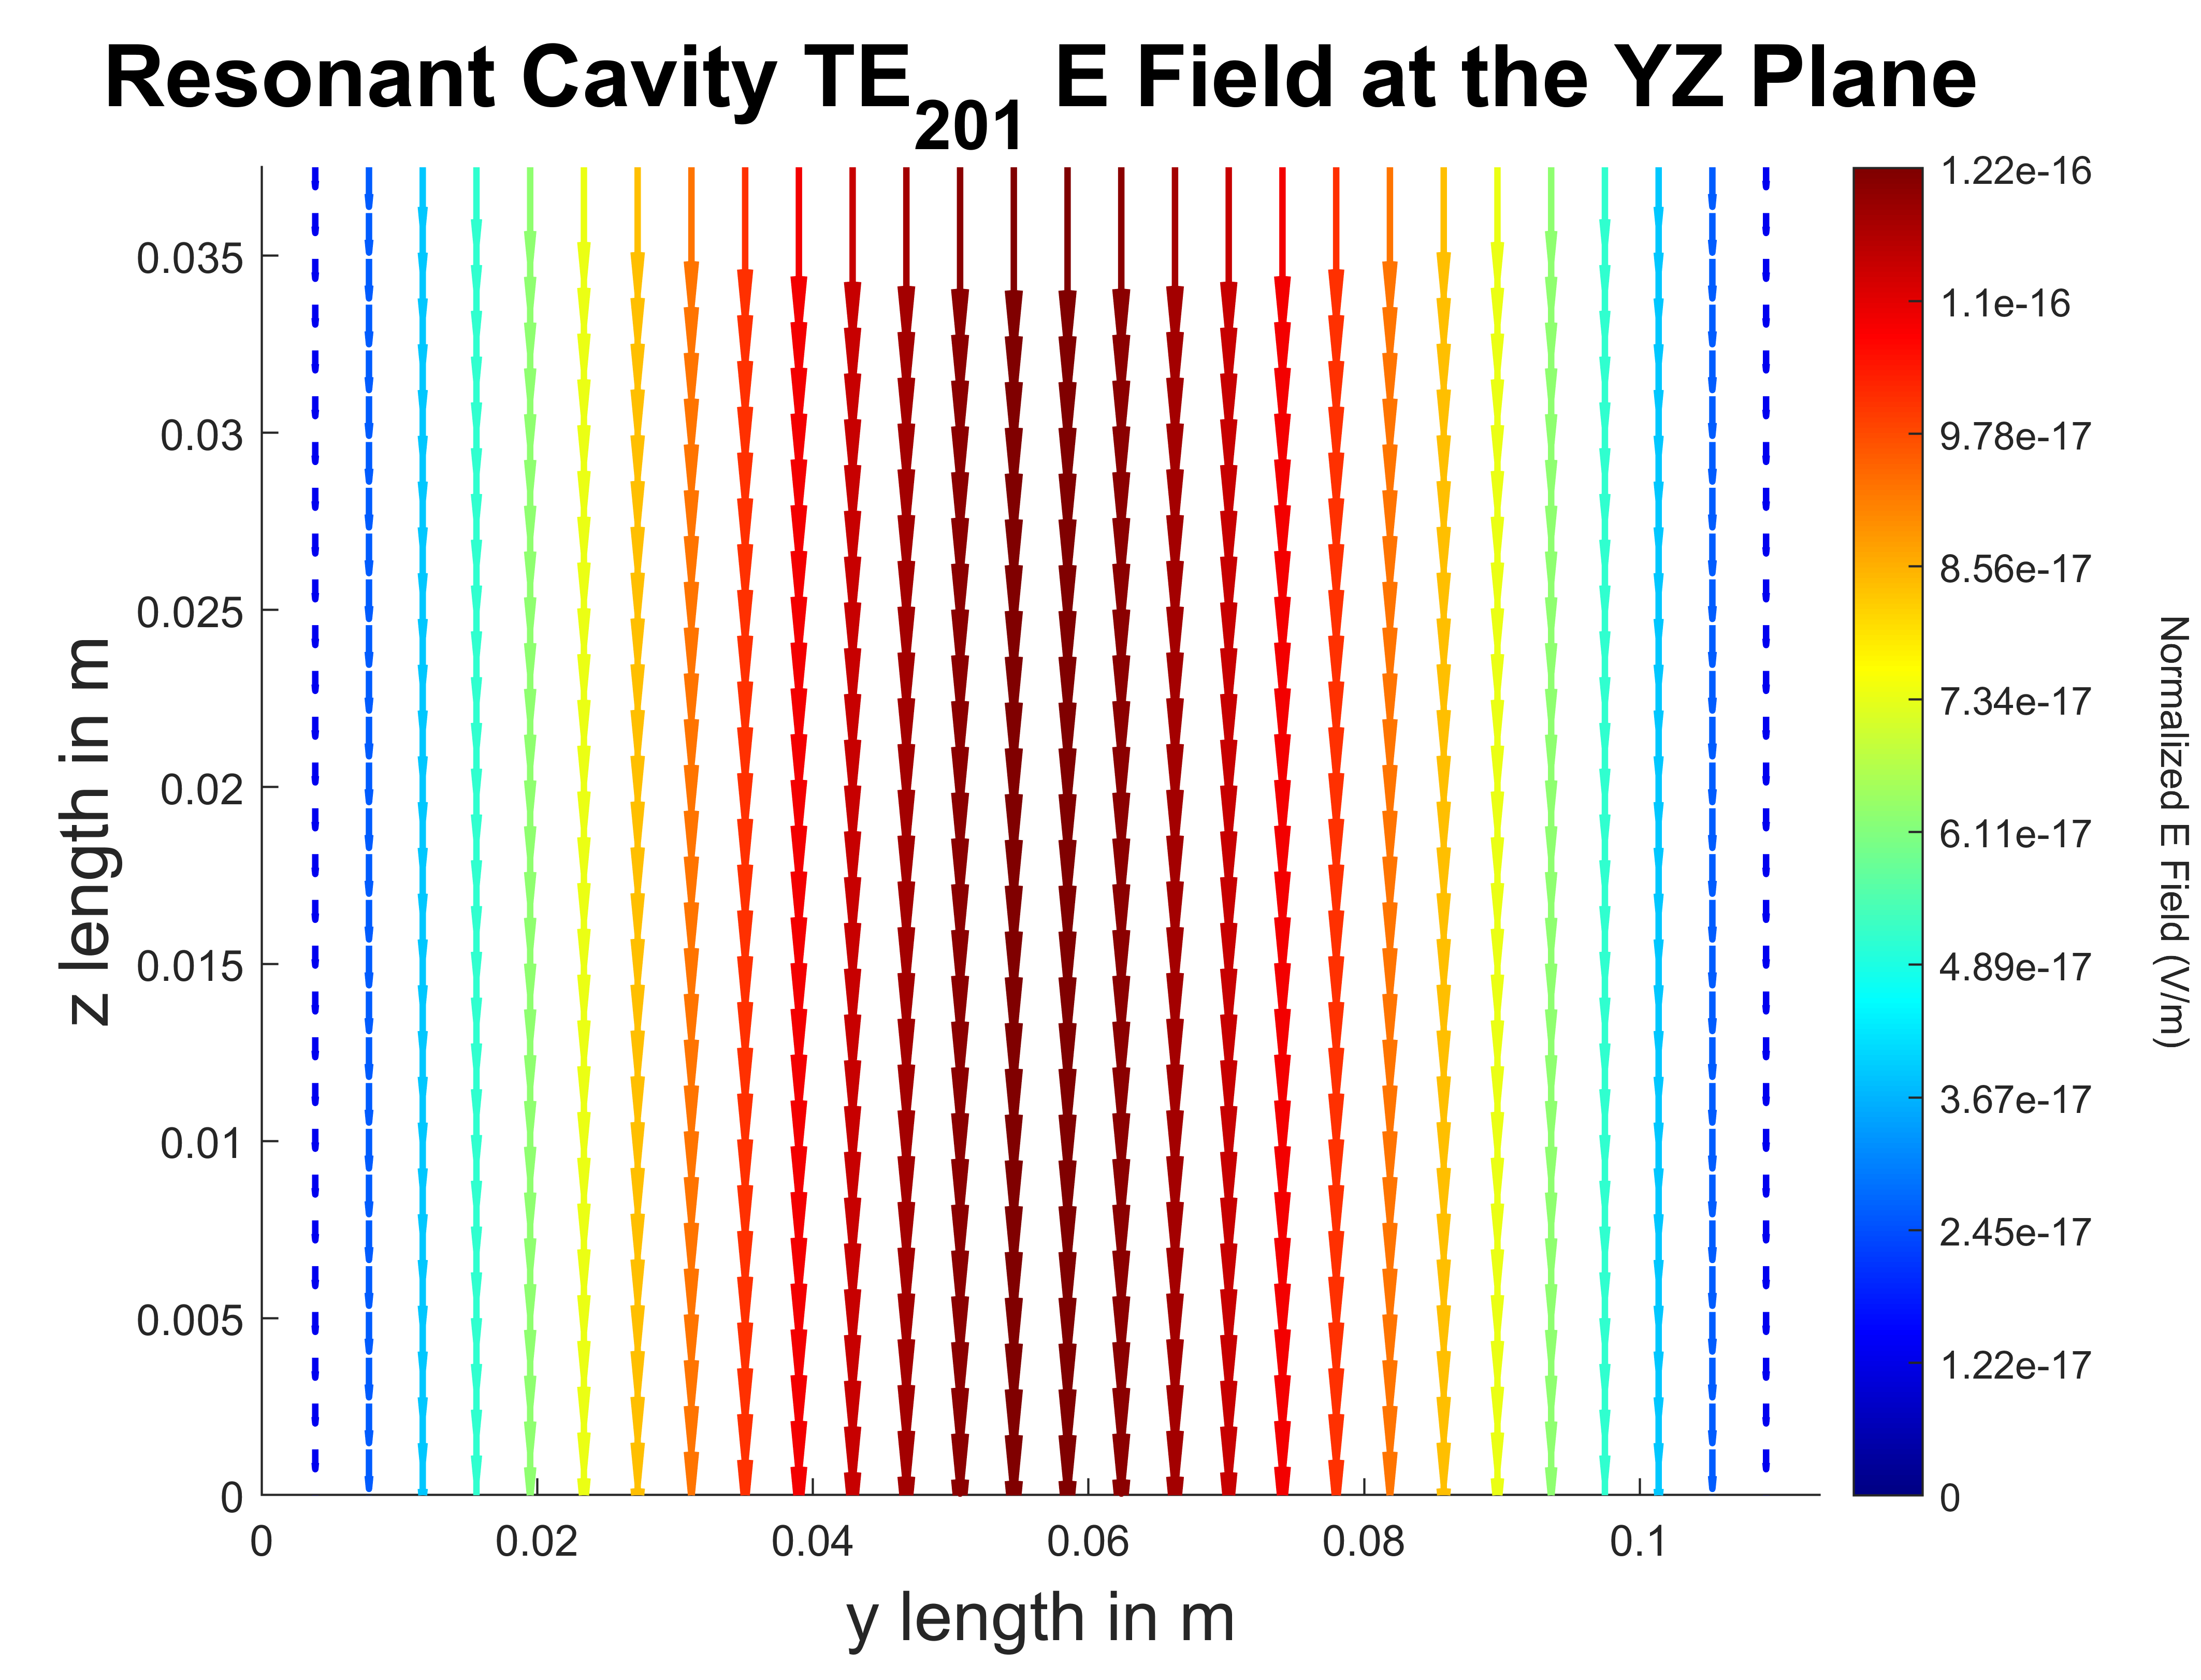 Resonant Cavity TE201 E Field at the YZ Plane
1.22e-16
1.1e-16
9.78e-17
8.56e-17
7.34e-17
6.11e-17
4.89e-17
3.67e-17
2.45e-17
1.22e-17
0
Normalized E Field (V/m)
z length in m
0.035
0.03
0.025
0.02
0.015
0.01
0.005
0
0 0.02 0.04 0.06 0.08 0.1
y length in m